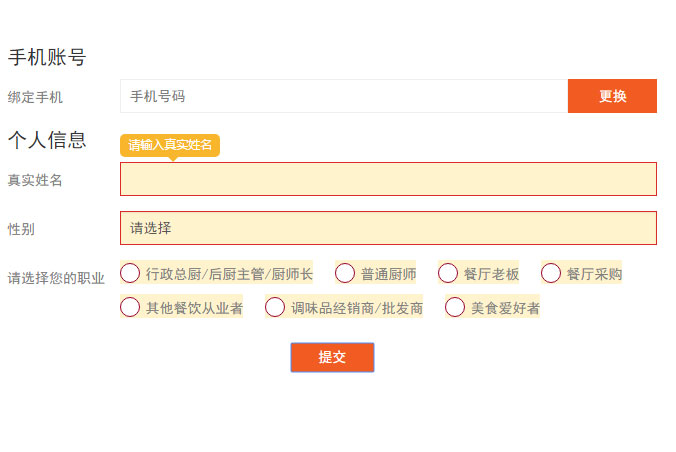 手机账号
绑定手机 手机号码 更换
个人信息 请输入真实姓名
真实姓名
性别 请选择
请选择您的职业 行政总厨/后厨主管/厨师长 普通厨师 餐厅老板 餐厅采购
其他餐饮从业者 调味品经销商/批发商 美食爱好者
提交